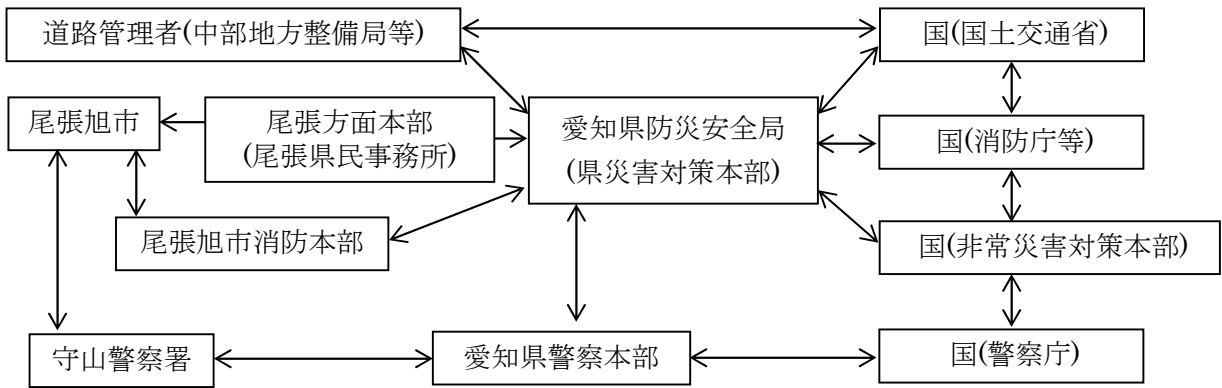 道路管理者(中部地方整備局等)
国(国土交通省)
尾張旭市
尾張方面本部
(尾張県民事務所)
愛知県防災安全局
(県災害対策本部)
国(消防庁等)
尾張旭市消防本部
国(非常災害対策本部)
守山警察署
愛知県警察本部
国(警察庁)